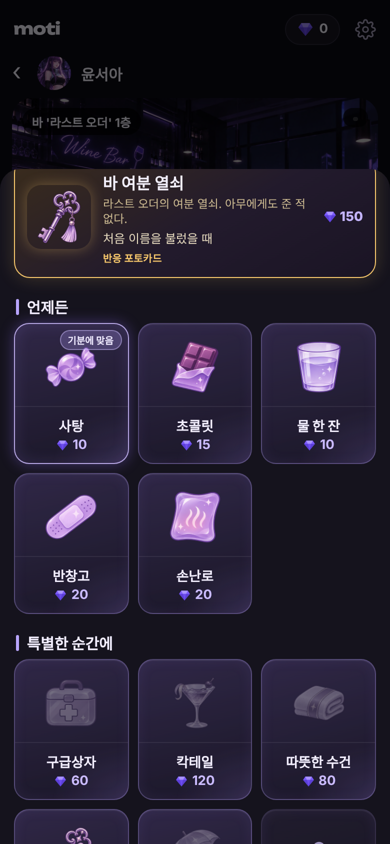 moti
0
윤서아
바 '라스트 오더' 1층
Wine Bar
바 여분 열쇠
라스트 오더의 여분 열쇠. 아무에게도 준 적
없다.
150
처음 이름을 불렀을 때
반응 포토카드
언제든
기분에 맞음
사탕
초콜릿
물 한 잔
10
15
10
반창고
손난로
20
20
특별한 순간에
구급상자
칵테일
따뜻한 수건
60
120
80